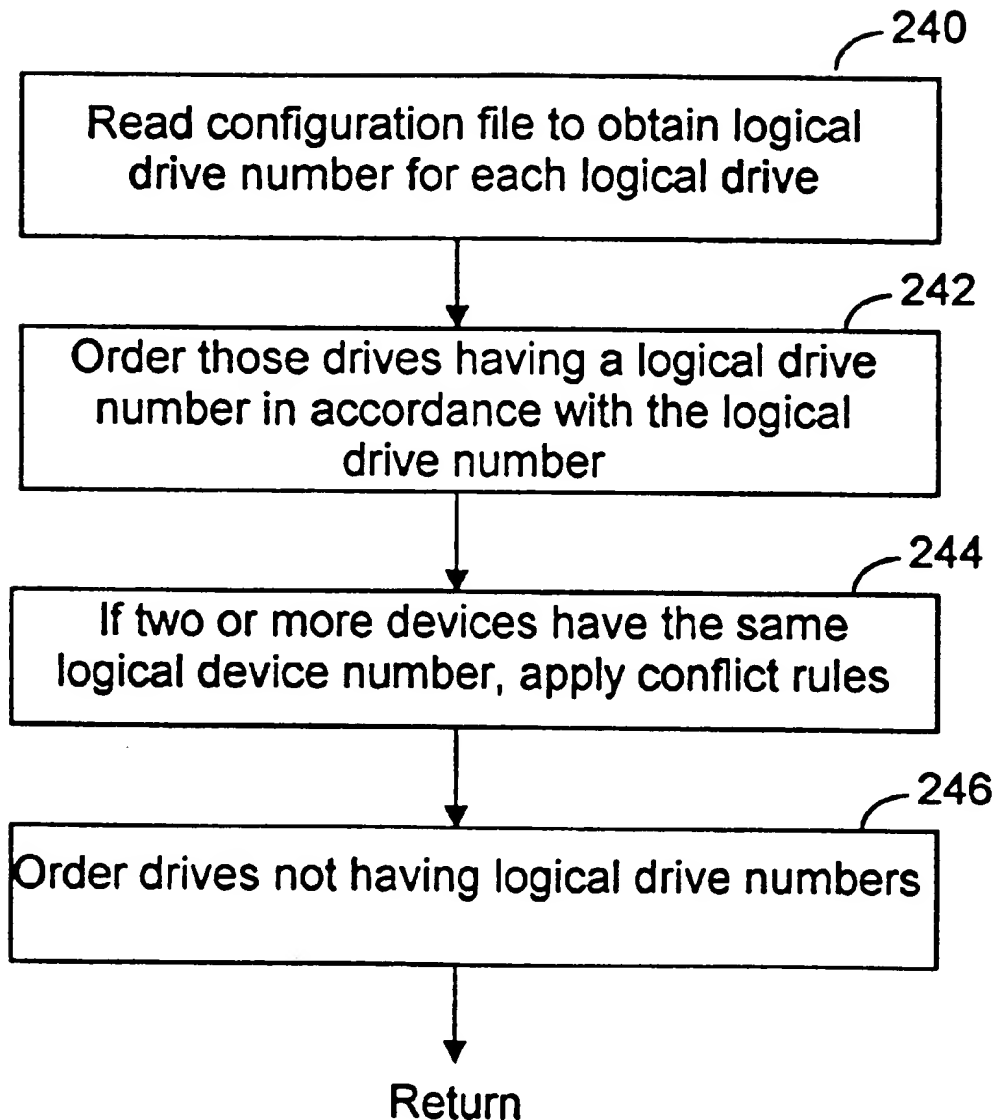 240
Read configuration file to obtain logical
drive number for each logical drive
242
Order those drives having a logical drive
number in accordance with the logical
drive number
244
If two or more devices have the same
logical device number, apply conflict rules
246
Order drives not having logical drive numbers
Return